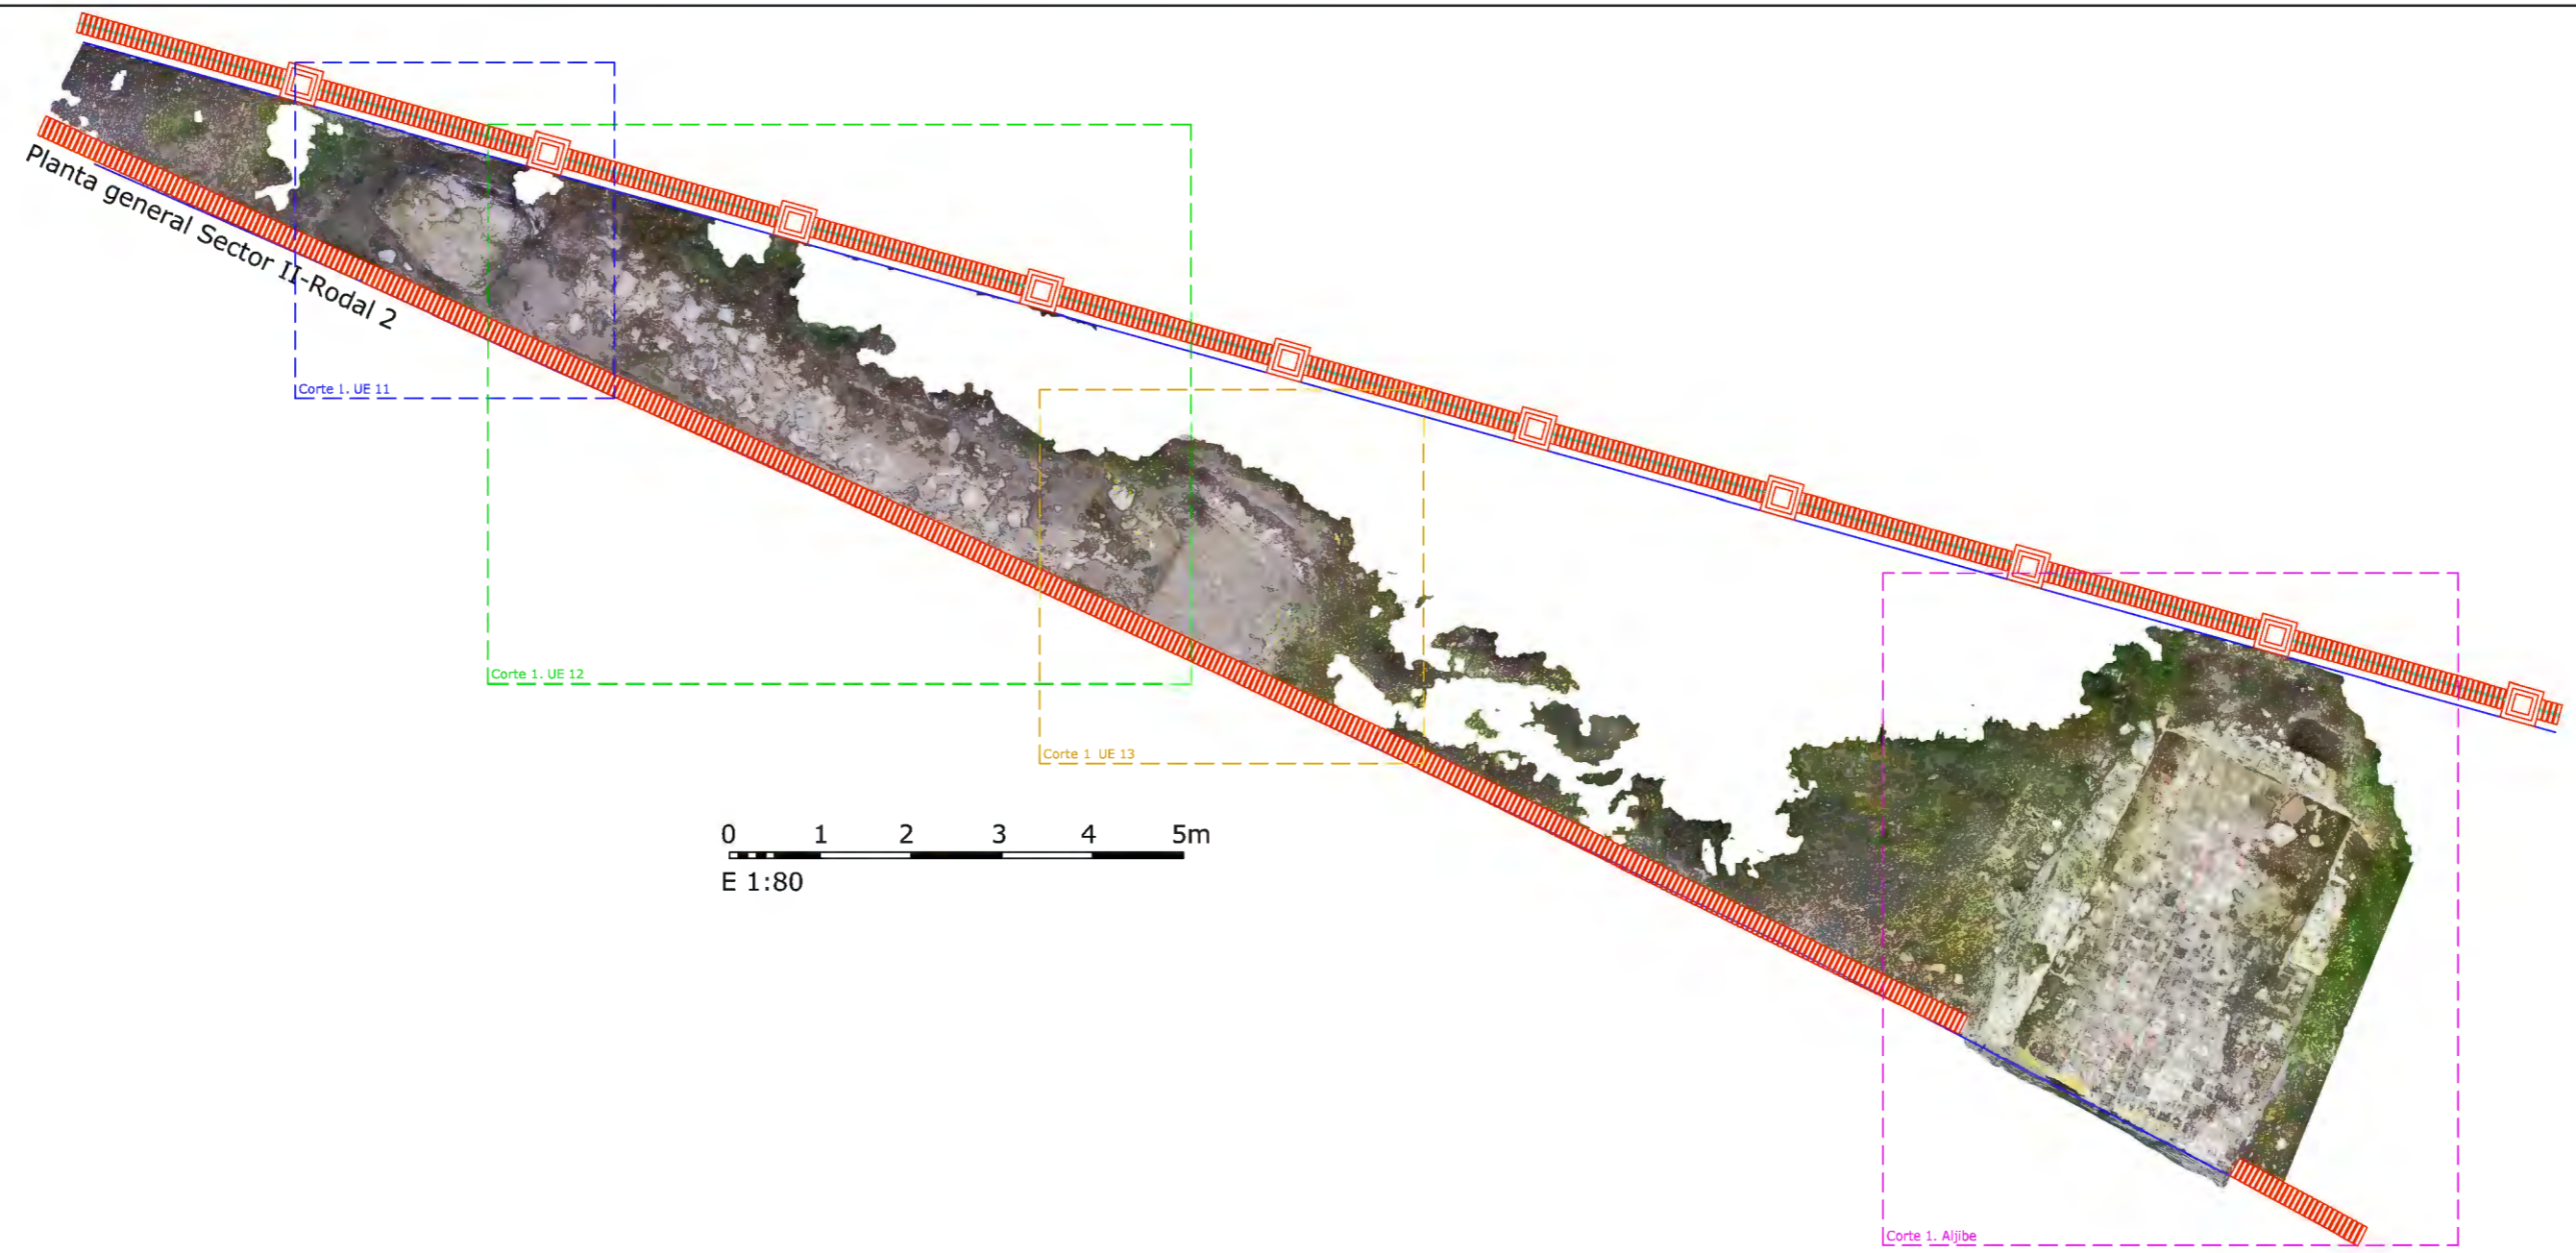 Planta general Sector II-Rodal 2
Corte 1. UE 11
Corte 1. UE 12
Corte 1 UE 13
0 1 2 3 4 5m
E 1:80
Corte 1. Aljibe